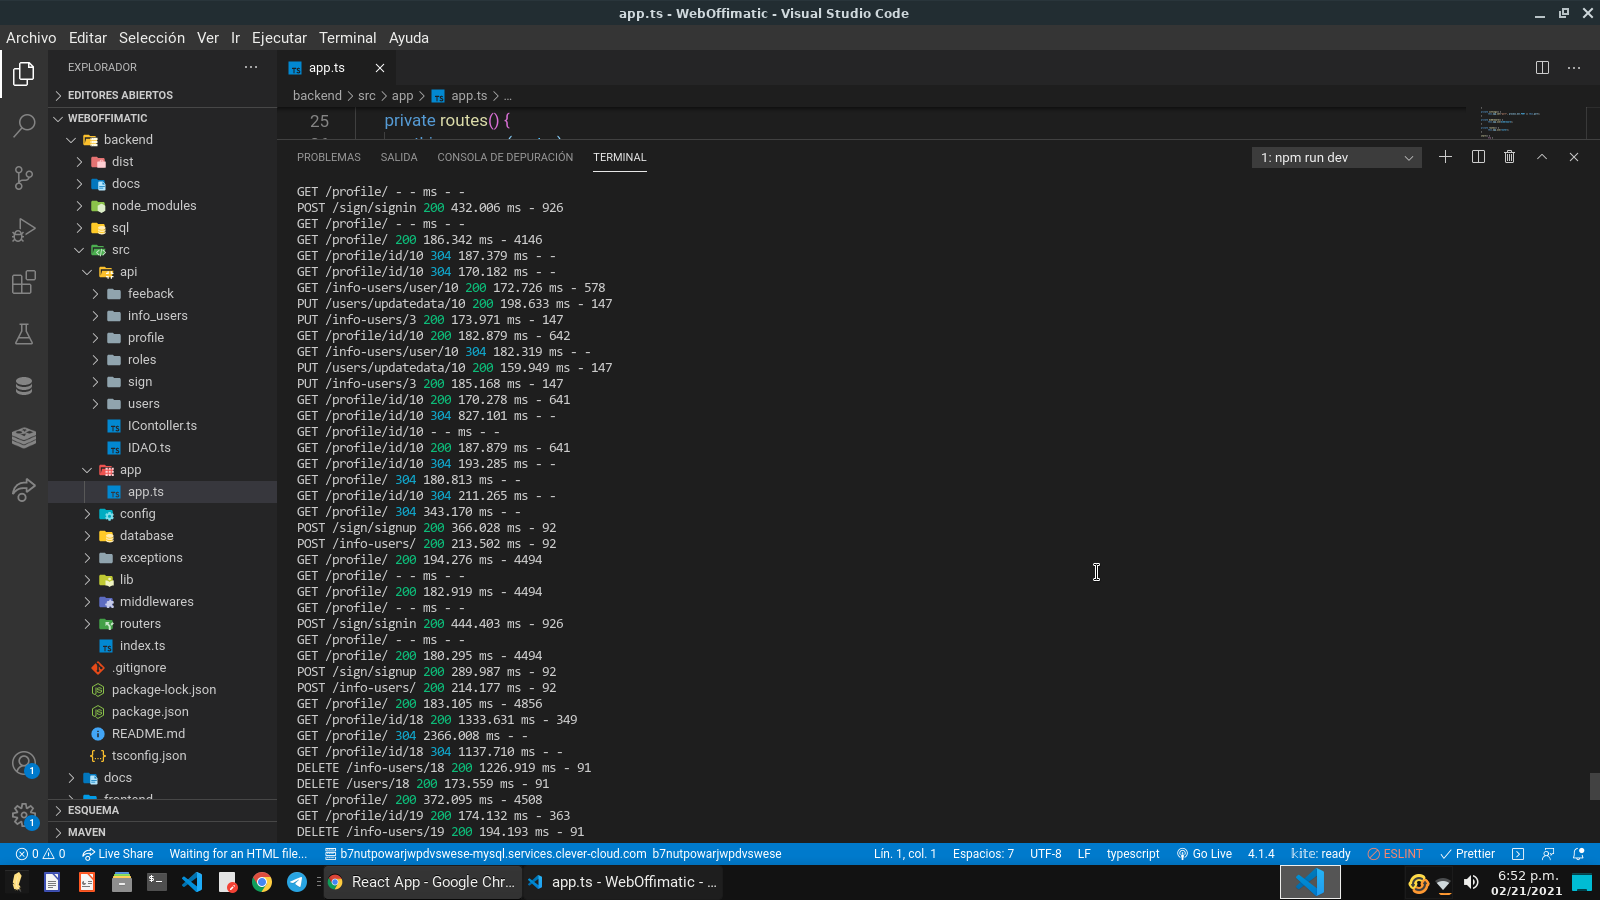 app.ts - WebOffimatic - Visual Studio Code
Archivo Editar Selección Ver Ir Ejecutar Terminal Ayuda
EXPLORADOR
EDITORES ABIERTOS
WEBOFFIMATIC
backend
dist
docs
node_modules
sql
src
api
feeback
info_users
profile
roles
sign
users
IContoller.ts
IDAO.ts
app
app.ts
config
database
exceptions
lib
middlewares
routers
index.ts
.gitignore
package-lock.json
package.json
README.md
tsconfig.json
docs
frontend
ESQUEMA
MAVEN
1
1
app.ts
backend > src > app > app.ts > ...
25 private routes() {
PROBLEMAS SALIDA CONSOLA DE DEPURACIÓN TERMINAL
1: npm run dev
GET /profile/ - - ms - -
POST /sign/signin 200 432.006 ms - 926
GET /profile/ - - ms - -
GET /profile/ 200 186.342 ms - 4146
GET /profile/id/10 304 187.379 ms - -
GET /profile/id/10 304 170.182 ms - -
GET /info-users/user/10 200 172.726 ms - 578
PUT /users/updatedata/10 200 198.633 ms - 147
PUT /info-users/3 200 173.971 ms - 147
GET /profile/id/10 200 182.879 ms - 642
GET /info-users/user/10 304 182.319 ms - -
PUT /users/updatedata/10 200 159.949 ms - 147
PUT /info-users/3 200 185.168 ms - 147
GET /profile/id/10 200 170.278 ms - 641
GET /profile/id/10 304 827.101 ms - -
GET /profile/id/10 - - ms - -
GET /profile/id/10 200 187.879 ms - 641
GET /profile/id/10 304 193.285 ms - -
GET /profile/ 304 180.813 ms - -
GET /profile/id/10 304 211.265 ms - -
GET /profile/ 304 343.170 ms - -
POST /sign/signup 200 366.028 ms - 92
POST /info-users/ 200 213.502 ms - 92
GET /profile/ 200 194.276 ms - 4494
GET /profile/ - - ms - -
GET /profile/ 200 182.919 ms - 4494
GET /profile/ - - ms - -
POST /sign/signin 200 444.403 ms - 926
GET /profile/ - - ms - -
GET /profile/ 200 180.295 ms - 4494
POST /sign/signup 200 289.987 ms - 92
POST /info-users/ 200 214.177 ms - 92
GET /profile/ 200 183.105 ms - 4856
GET /profile/id/18 200 1333.631 ms - 349
GET /profile/ 304 2366.008 ms - -
GET /profile/id/18 304 1137.710 ms - -
DELETE /info-users/18 200 1226.919 ms - 91
DELETE /users/18 200 173.559 ms - 91
GET /profile/ 200 372.095 ms - 4508
GET /profile/id/19 200 174.132 ms - 363
DELETE /info-users/19 200 194.193 ms - 91
0 0 Live Share Waiting for an HTML file... b7nutpowarjwpdvswese-mysql.services.clever-cloud.com b7nutpowarjwpdvswese Lín. 1, col. 1 Espacios: 7 UTF-8 LF typescript Go Live 4.1.4 kite: ready ESLINT Prettier
React App - Google Chr... app.ts - WebOffimatic - ... 6:52 p.m.
02/21/2021